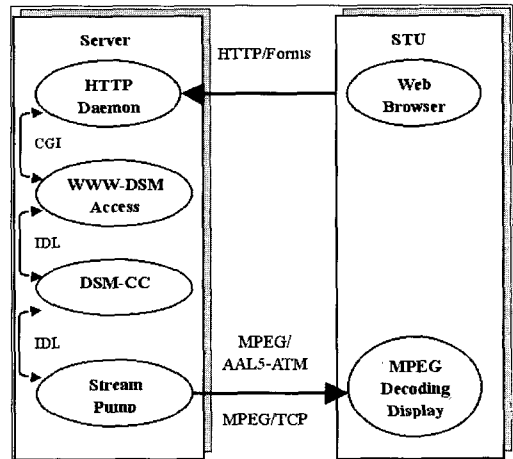 Server
STU
HTTP/Forms
HTTP
Daemon
Web
Browser
CGI
WWW-DSM
Access
IDL
DSM-CC
IDL
MPEG/
AAL5-ATM
Stream
Pump
MPEG/TCP
MPEG
Decoding
Display